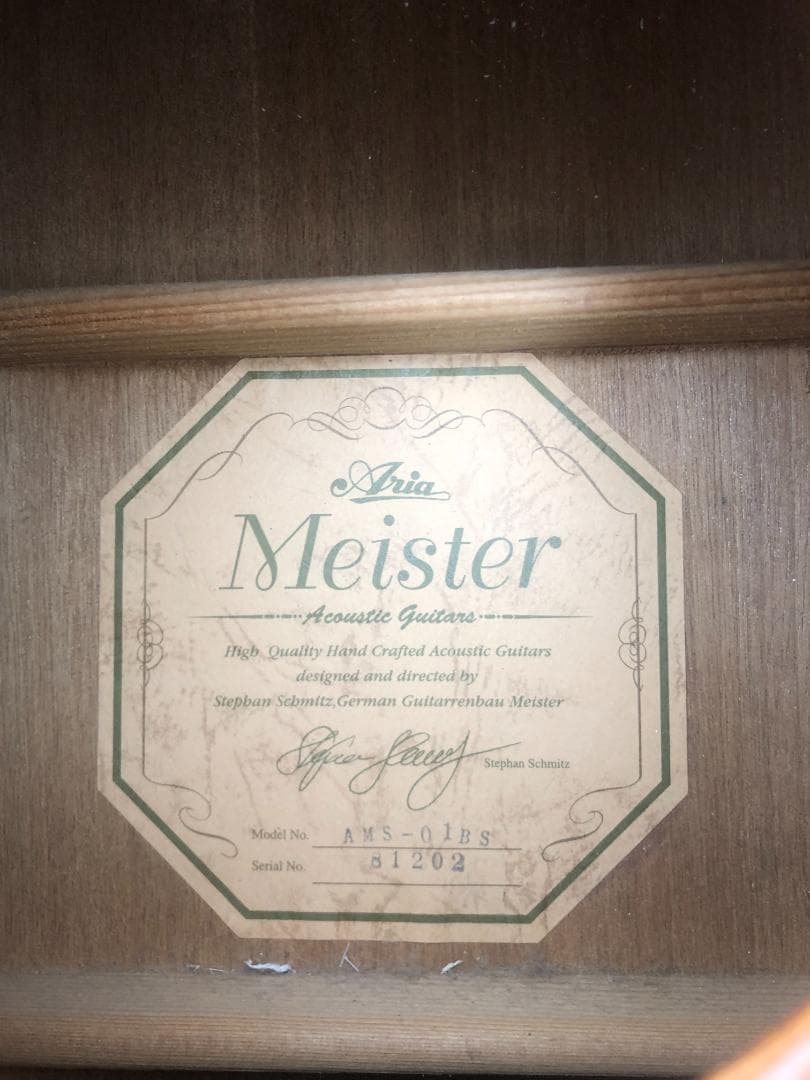 Aria
Meister
Acoustic Guitars
High Quality Hand Crafted Acoustic Guitars
designed and directed by
Stephan Schmitz,German Guitarrenbau Meister
Stephan Schmitz
Model No. AMS-01BS
Serial No. 81202